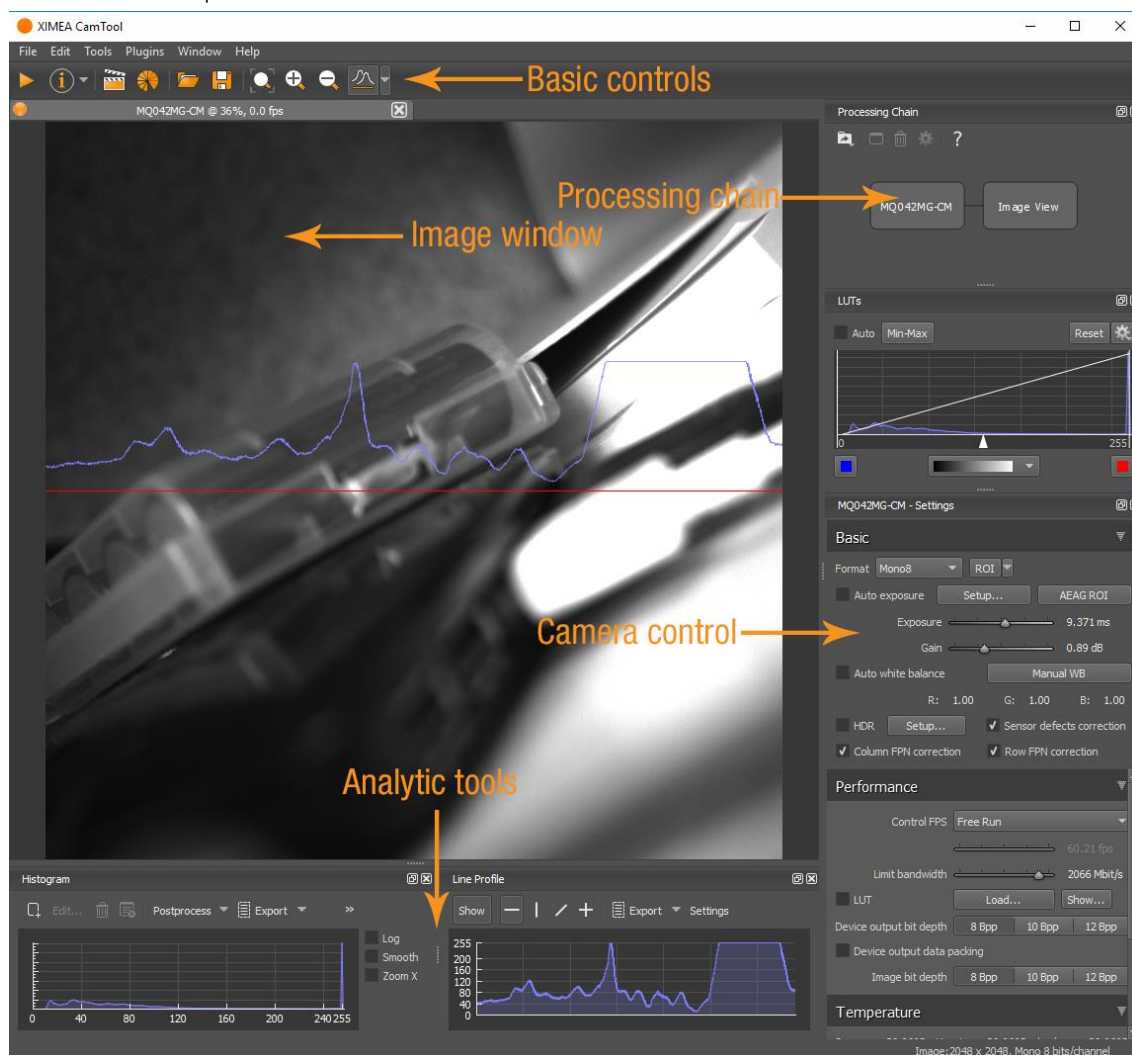 XIMEA CamTool
File Edit Tools Plugins Window Help
Basic controls
MQ042MG-CM @ 36%, 0.0 fps
Processing Chain
?
Processing chain
MQ042MG-CM
Image View
Image window
LUTs
Auto Min-Max Reset
0 255
MQ042MG-CM - Settings
Basic
Format Mono8 ROI
Auto exposure Setup... AEAG ROI
Exposure 9.371 ms
Camera control
Gain 0.89 dB
Auto white balance Manual WB
R: 1.00 G: 1.00 B: 1.00
HDR Setup... Sensor defects correction
Column FPN correction Row FPN correction
Analytic tools
Performance
Control FPS Free Run
60.21 fps
Limit bandwidth 2066 Mbit/s
LUT Load... Show...
Device output bit depth 8 Bpp 10 Bpp 12 Bpp
Device output data packing
Image bit depth 8 Bpp 10 Bpp 12 Bpp
Temperature
Histogram
Edit... Postprocess Export »
Log
Smooth
Zoom X
0 40 80 120 160 200 240 255
Line Profile
Show Export Settings
255
200
160
120
80
40
0
Image: 2048 x 2048, Mono 8 bits/channel